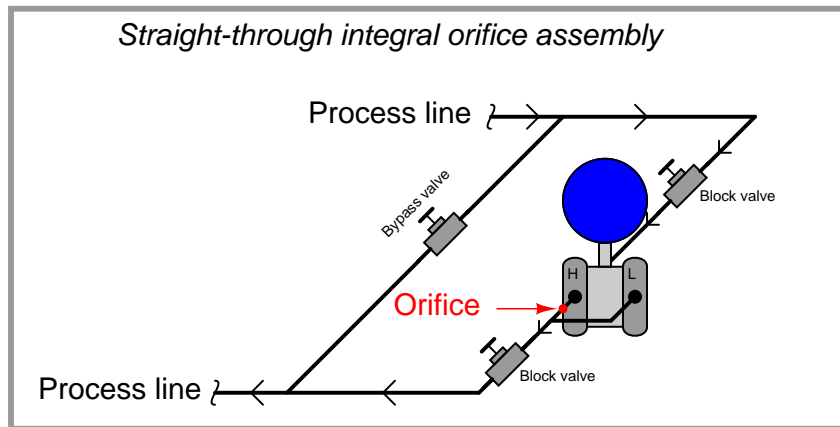 Straight-through integral orifice assembly
Process line
Bypass valve
Block valve
H
L
Orifice
Block valve
Process line